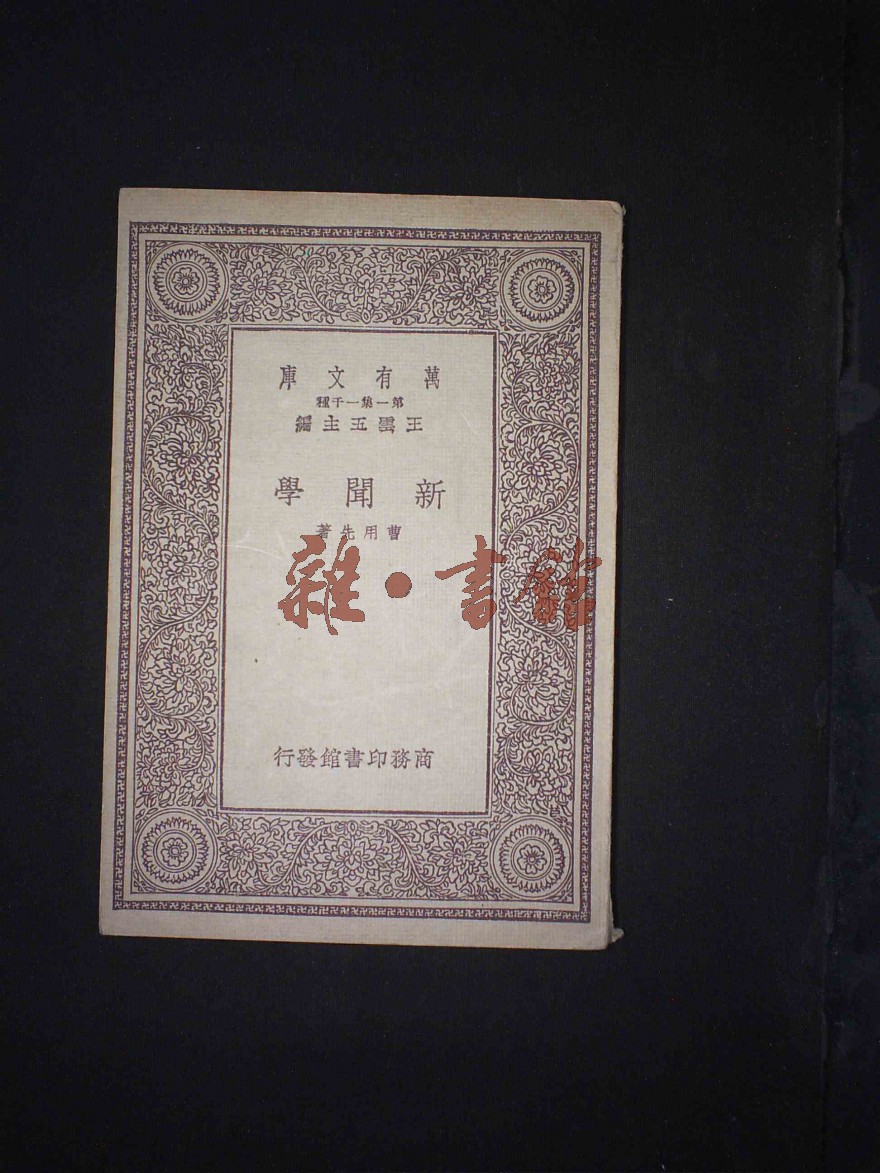 萬有文庫
第一集一千種
王雲五主編
新聞學
曹用先著
雜·書館
商務印書館發行